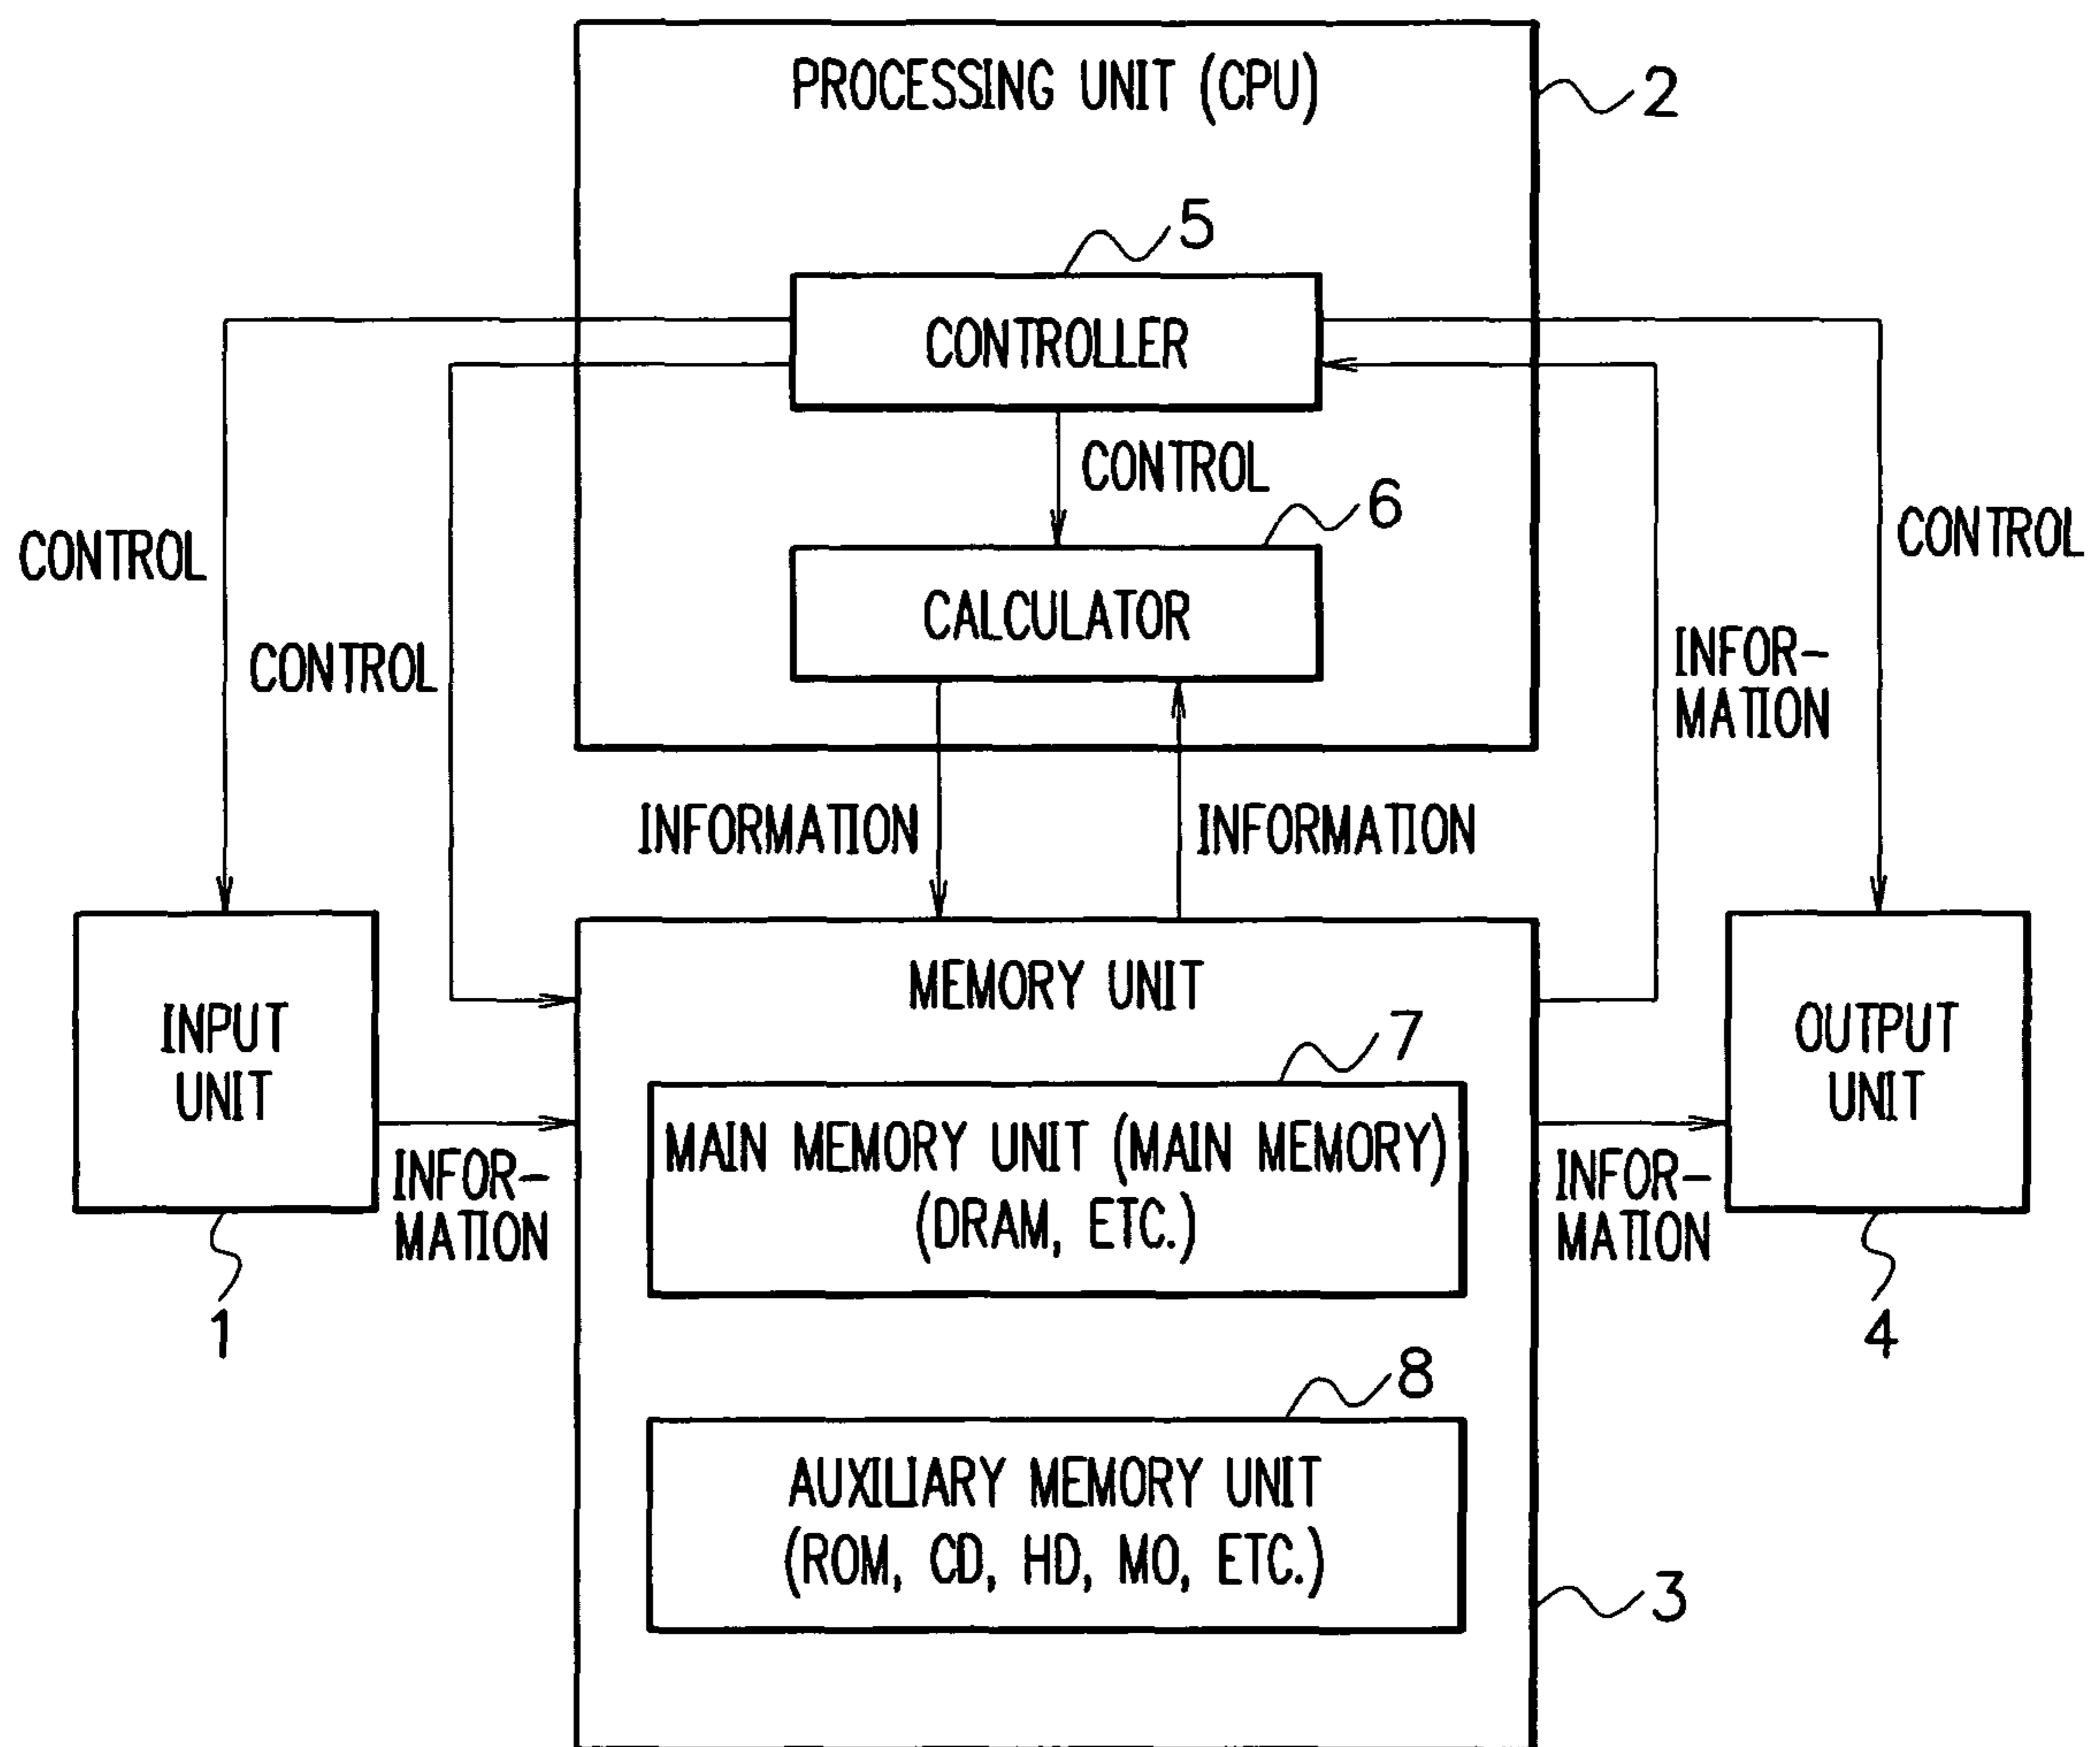 PROCESSING UNIT (CPU)
2
5
CONTROLLER
CONTROL
6
CALCULATOR
CONTROL
CONTROL
CONTROL
INFOR-
MATION
INFORMATION
INFORMATION
INPUT
UNIT
1
INFOR-
MATION
MEMORY UNIT
7
MAIN MEMORY UNIT (MAIN MEMORY)
(DRAM, ETC.)
8
AUXILIARY MEMORY UNIT
(ROM, CD, HD, MO, ETC.)
3
INFOR-
MATION
OUTPUT
UNIT
4